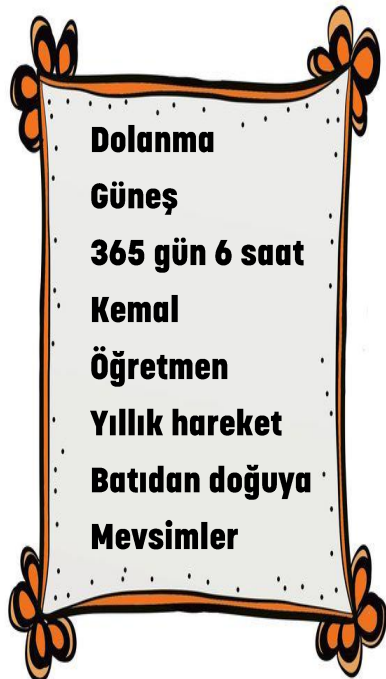 Dolanma
Güneş
365 gün 6 saat
Kemal
Öğretmen
Yıllık hareket
Batıdan doğuya
Mevsimler